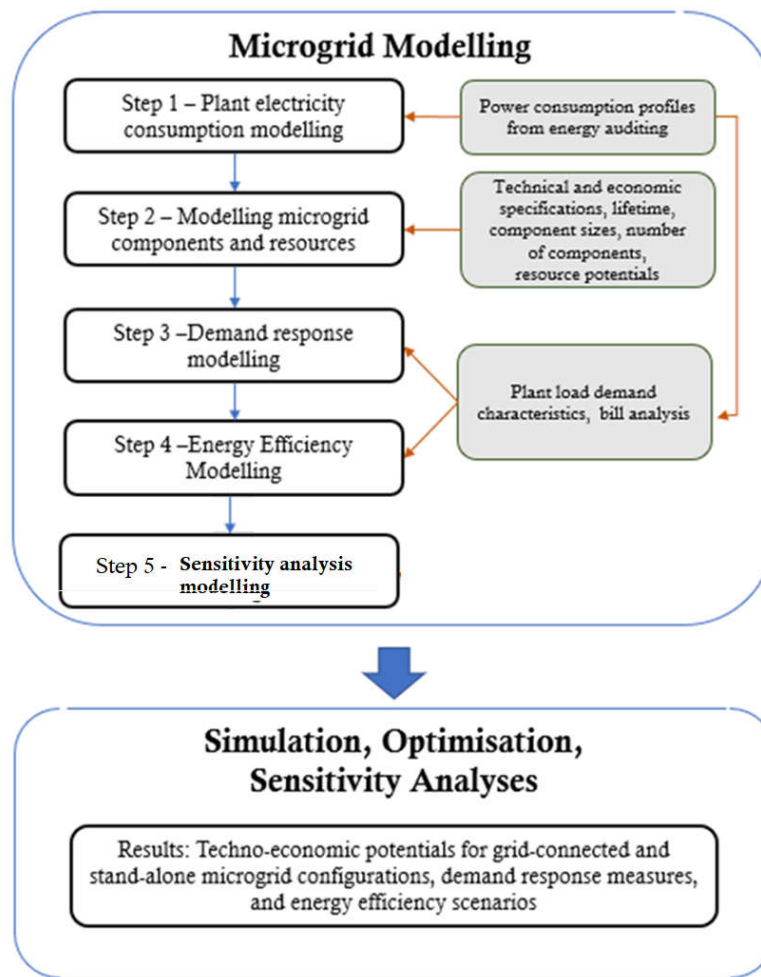 Microgrid Modelling
Step 1 – Plant electricity
consumption modelling
Power consumption profiles
from energy auditing
Step 2 – Modelling microgrid
components and resources
Technical and economic
specifications, lifetime,
component sizes, number
of components,
resource potentials
Step 3 –Demand response
modelling
Plant load demand
characteristics, bill analysis
Step 4 –Energy Efficiency
Modelling
Step 5 - Sensitivity analysis
modelling
Simulation, Optimisation,
Sensitivity Analyses
Results: Techno-economic potentials for grid-connected and
stand-alone microgrid configurations, demand response measures,
and energy efficiency scenarios